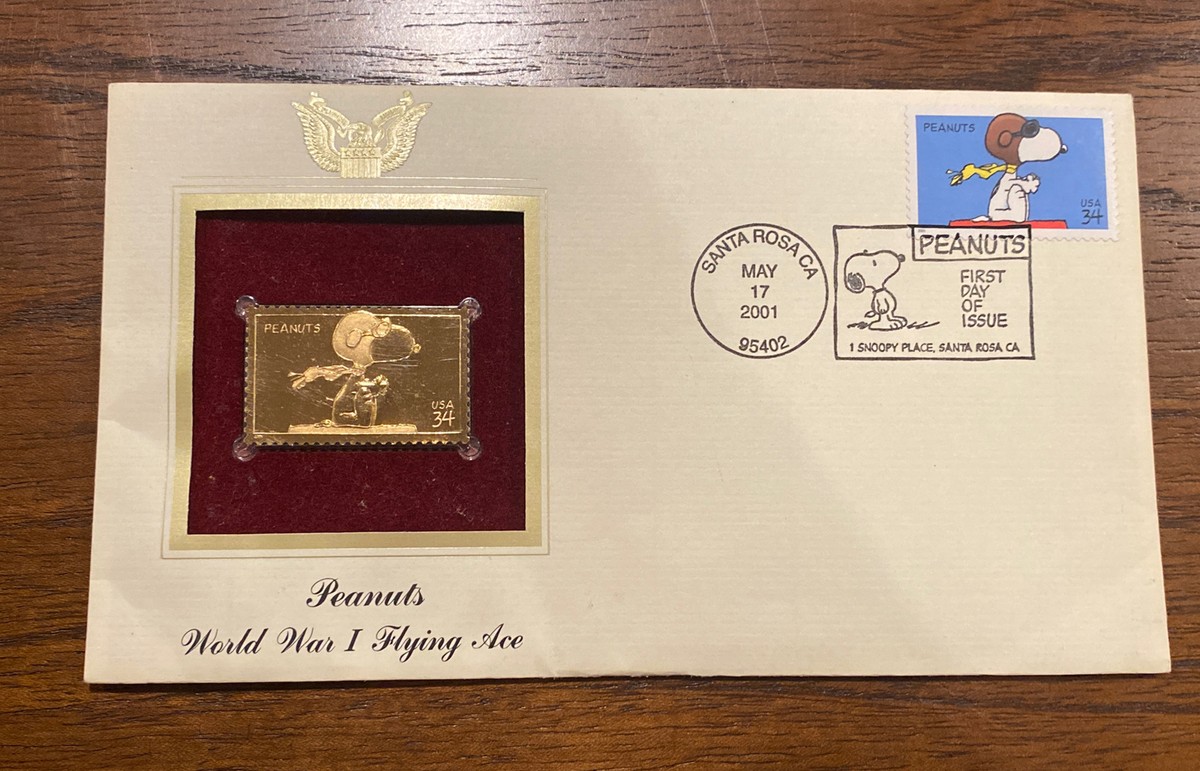 PEANUTS
USA
34
SANTA ROSA CA
MAY
17
2001
95402
PEANUTS
FIRST
DAY
OF
ISSUE
1 SNOOPY PLACE, SANTA ROSA CA
PEANUTS
USA
34
Peanuts
World War I Flying Ace